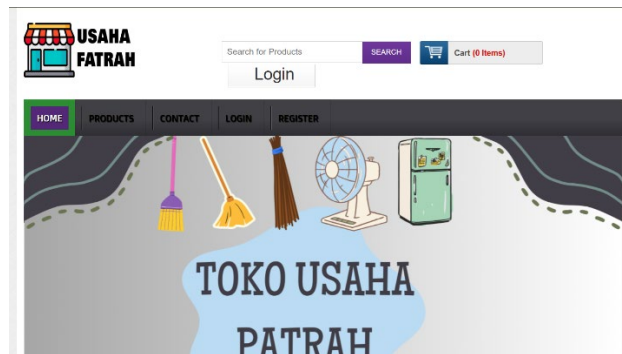 USAHA
FATRAH
Search for Products
SEARCH
Cart (0 Items)
Login
HOME
PRODUCTS
CONTACT
LOGIN
REGISTER
TOKO USAHA
PATRAH